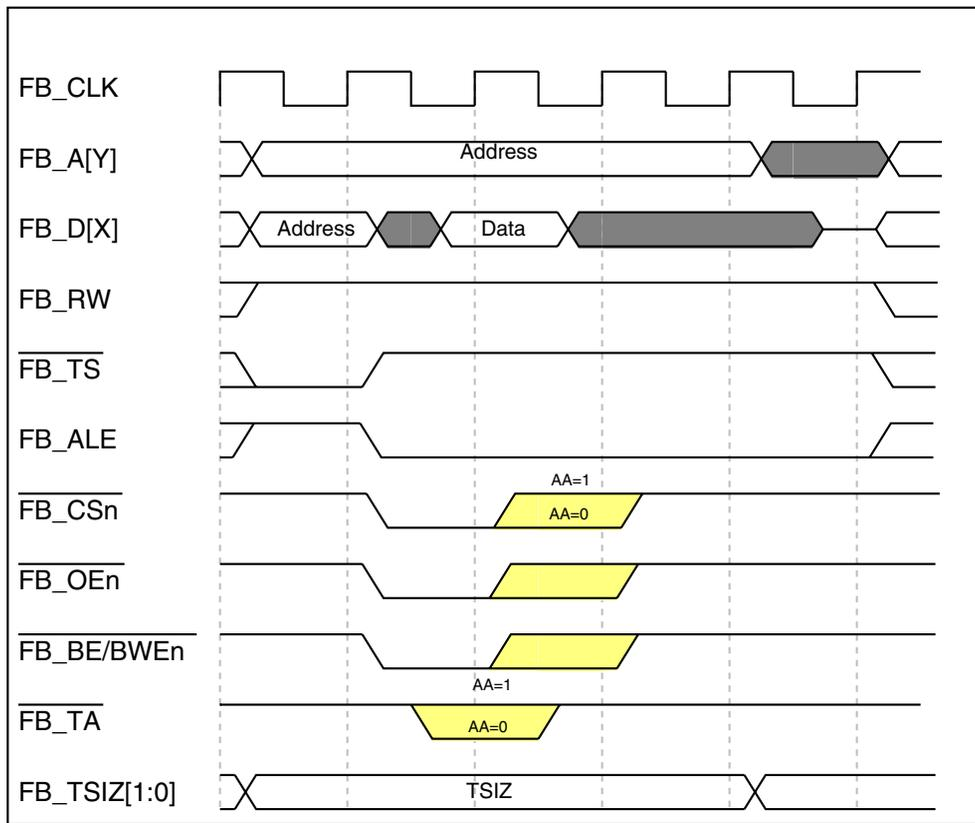 FB_CLK
FB_A[Y]
Address
FB_D[X]
Address
Data
FB_RW
FB_TS
FB_ALE
AA=1
FB_CSn
AA=0
FB_OEn
FB_BE/BWEn
AA=1
FB_TA
AA=0
FB_TSIZ[1:0]
TSIZ